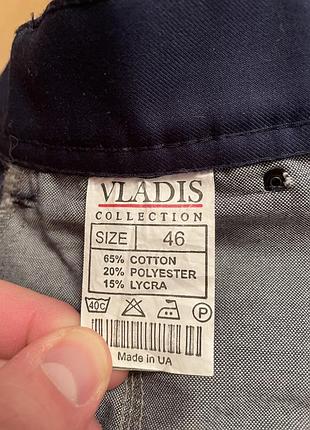 VLADIS
COLLECTION
SIZE 46
65% COTTON
20% POLYESTER
15% LYCRA
40C P
Made in UA